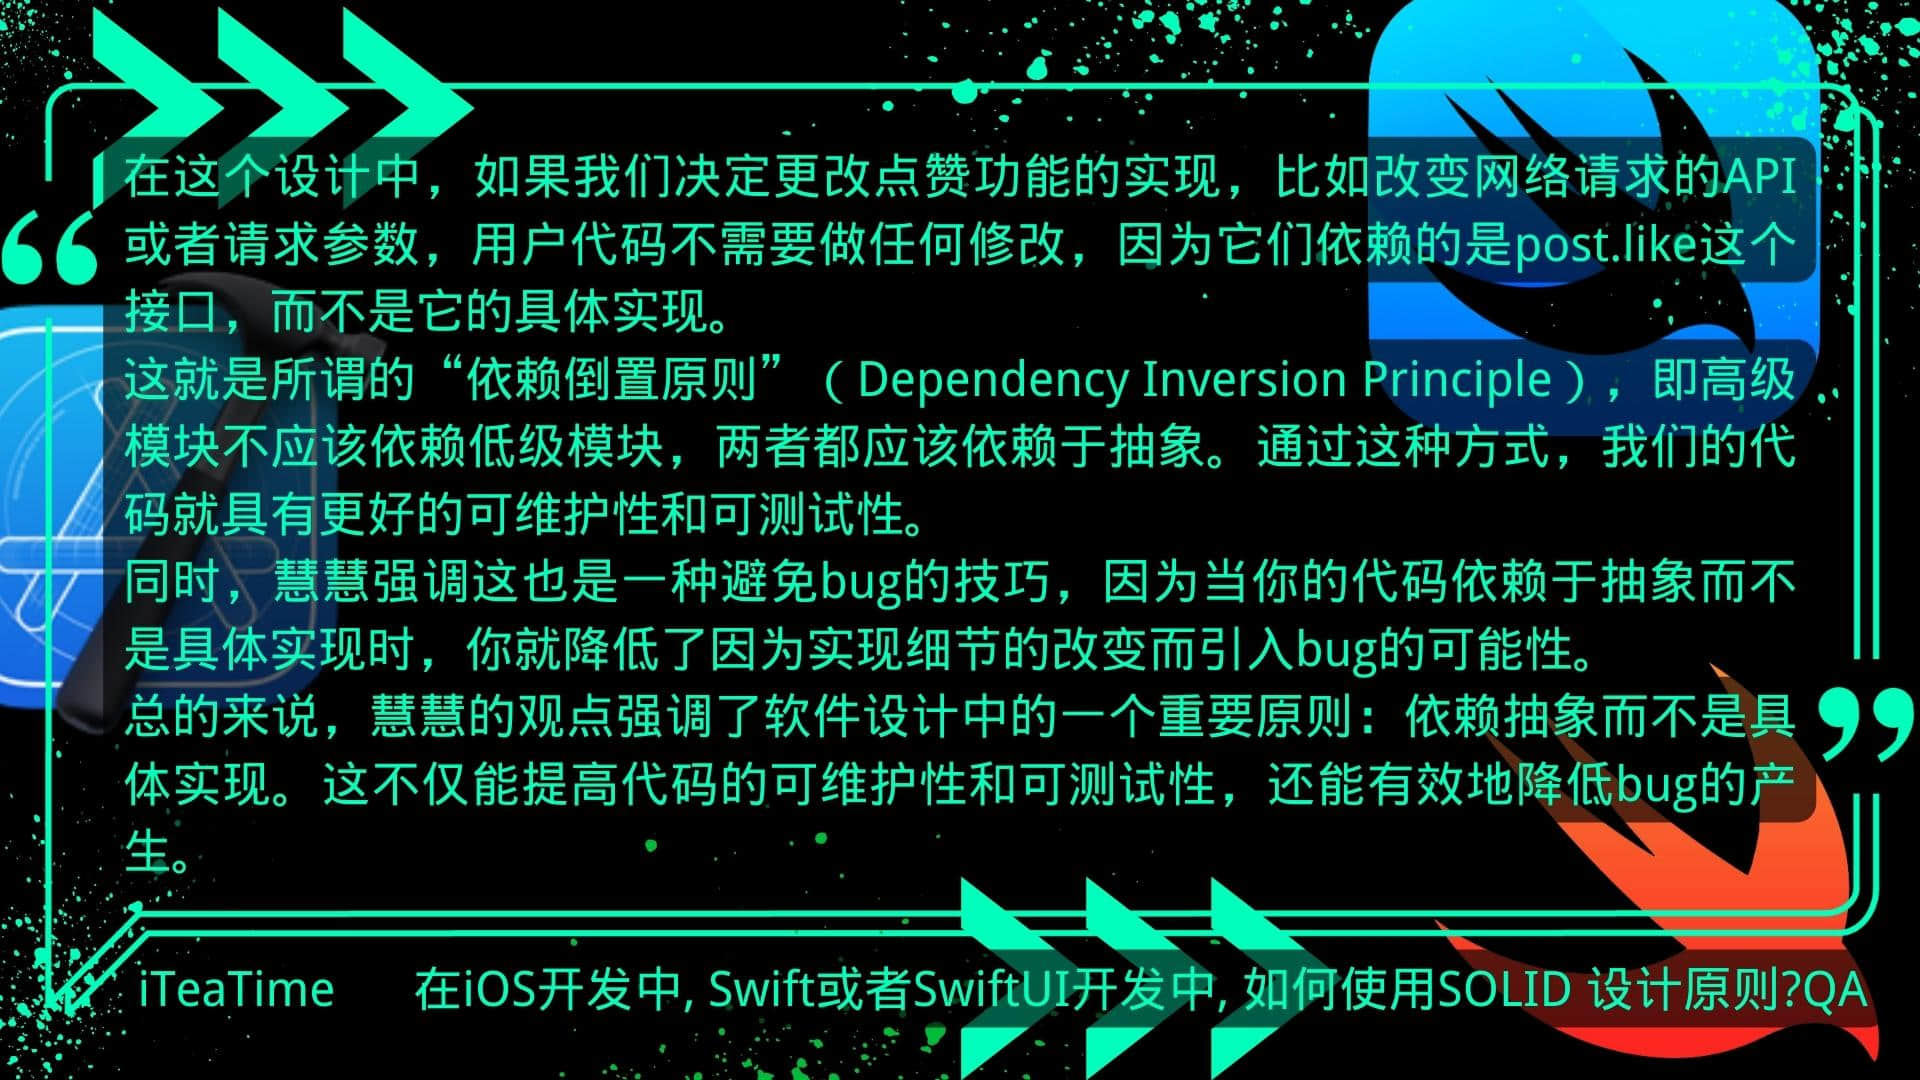 在这个设计中，如果我们决定更改点赞功能的实现，比如改变网络请求的API
或者请求参数，用户代码不需要做任何修改，因为它们依赖的是post.like这个
接口，而不是它的具体实现。
这就是所谓的“依赖倒置原则”（Dependency Inversion Principle），即高级
模块不应该依赖低级模块，两者都应该依赖于抽象。通过这种方式，我们的代
码就具有更好的可维护性和可测试性。
同时，慧慧强调这也是一种避免bug的技巧，因为当你的代码依赖于抽象而不
是具体实现时，你就降低了因为实现细节的改变而引入bug的可能性。
总的来说，慧慧的观点强调了软件设计中的一个重要原则：依赖抽象而不是具
体实现。这不仅能提高代码的可维护性和可测试性，还能有效地降低bug的产
生。
iTeaTime 在iOS开发中, Swift或者SwiftUI开发中, 如何使用SOLID 设计原则?QA